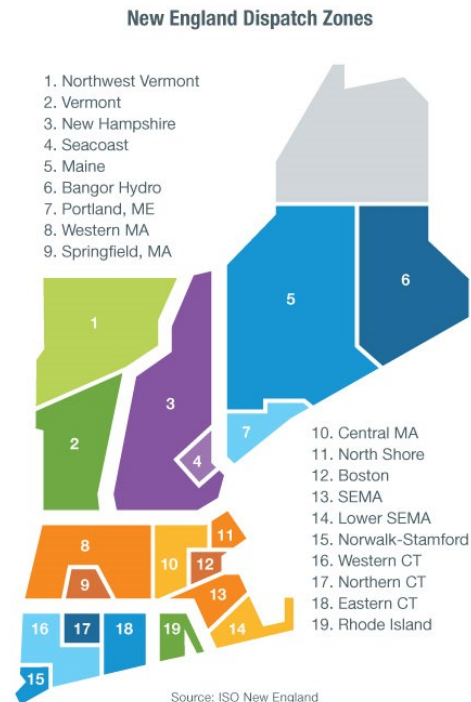 New England Dispatch Zones
1. Northwest Vermont
2. Vermont
3. New Hampshire
4. Seacoast
5. Maine
6. Bangor Hydro
7. Portland, ME
8. Western MA
9. Springfield, MA
1
2
3
4
5
6
7
10. Central MA
11. North Shore
12. Boston
13. SEMA
14. Lower SEMA
15. Norwalk-Stamford
16. Western CT
17. Northern CT
18. Eastern CT
19. Rhode Island
8
9
10
11
12
13
14
15
16
17
18
19
Source: ISO New England